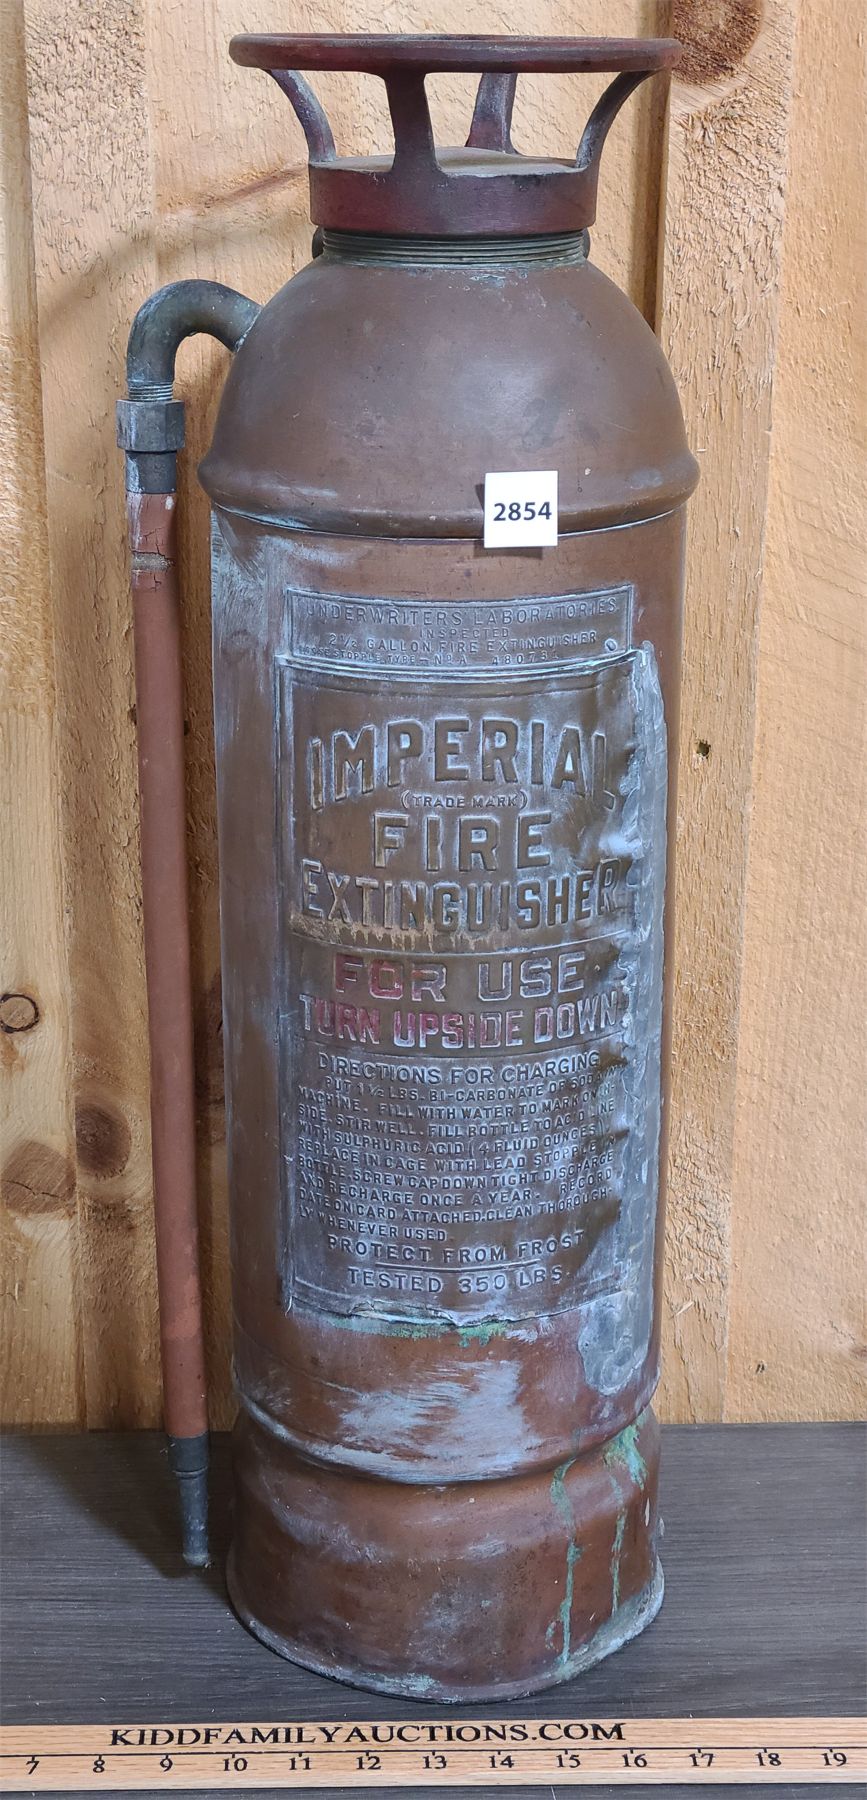 2854
UNDERWRITERS LABORATORIES
INSPECTED
2½ GALLON FIRE EXTINGUISHER
LOOSE STOPPLE TYPE - No A 480731
IMPERIAL
(TRADE MARK)
FIRE
EXTINGUISHER
FOR USE
TURN UPSIDE DOWN
DIRECTIONS FOR CHARGING
PUT 1½ LBS. BI-CARBONATE OF SODA IN
MACHINE. FILL WITH WATER TO MARK ON IN-
SIDE. STIR WELL. FILL BOTTLE TO ACID LINE
WITH SULPHURIC ACID (4 FLUID OUNCES)
REPLACE IN CAGE WITH LEAD STOPPLE IN
BOTTLE. SCREW CAP DOWN TIGHT. DISCHARGE
AND RECHARGE ONCE A YEAR. RECORD
DATE ON CARD ATTACHED. CLEAN THOROUGH-
LY WHENEVER USED.
PROTECT FROM FROST
TESTED 350 LBS.
KIDDFAMILYAUCTIONS.COM
7 8 9 10 11 12 13 14 15 16 17 18 19